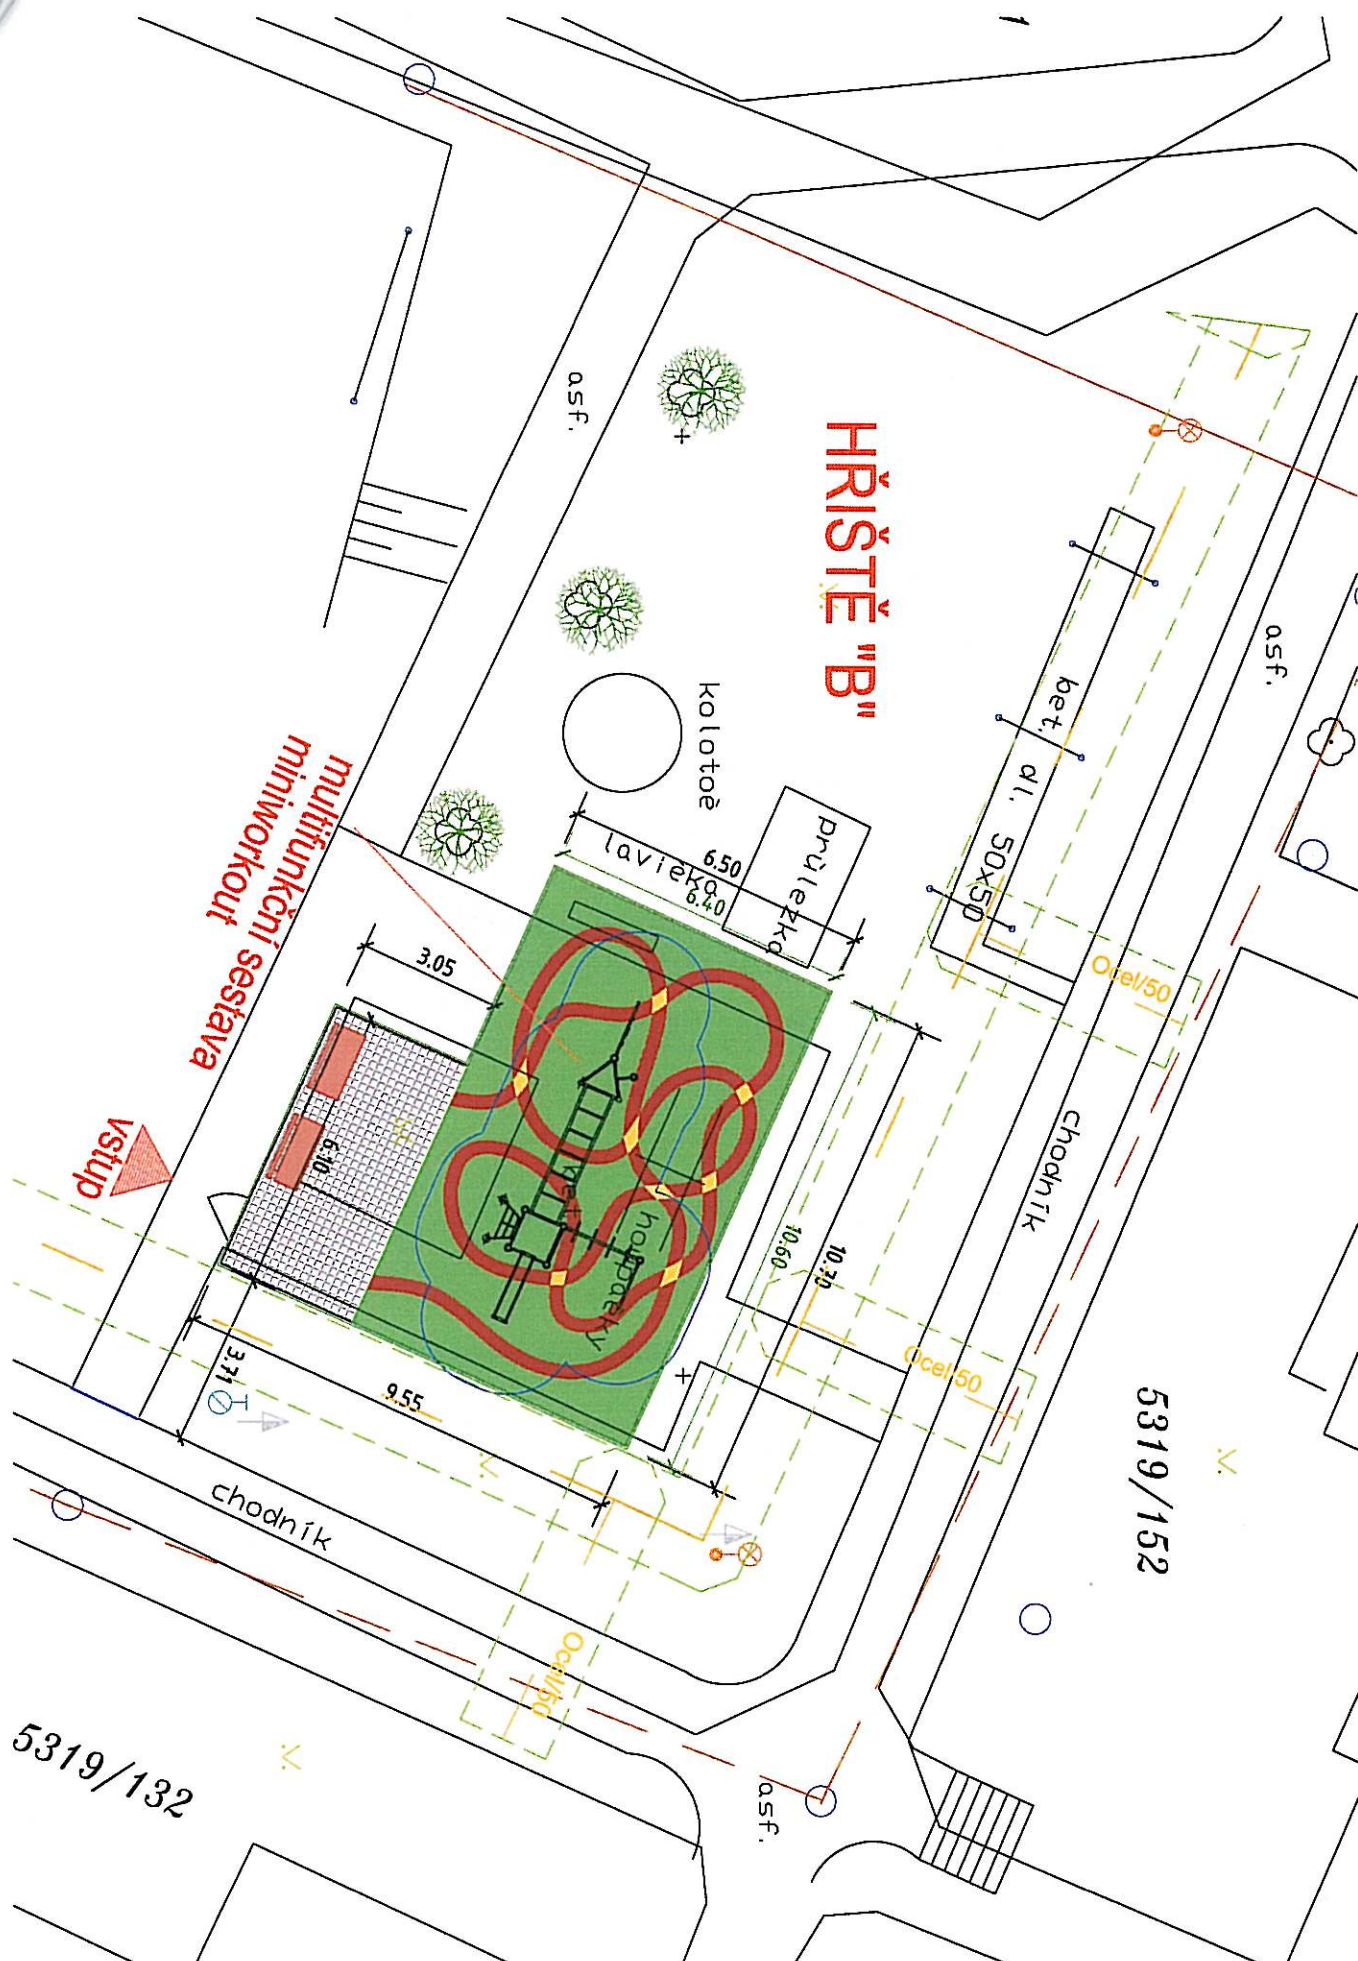 1
asf.
HŘIŠTĚ "B"
asf.
kolotoč
bet. dl. 50x50
průlezka
lavička
6.50
6.40
multifunkční sestava
miniworkout
3.05
Ocel/50
chodník
vstup
6.10
houpačky
10.60
10.70
Ocel/50
3.71
9.55
5319/152
chodník
Ocel/50
5319/132
asf.